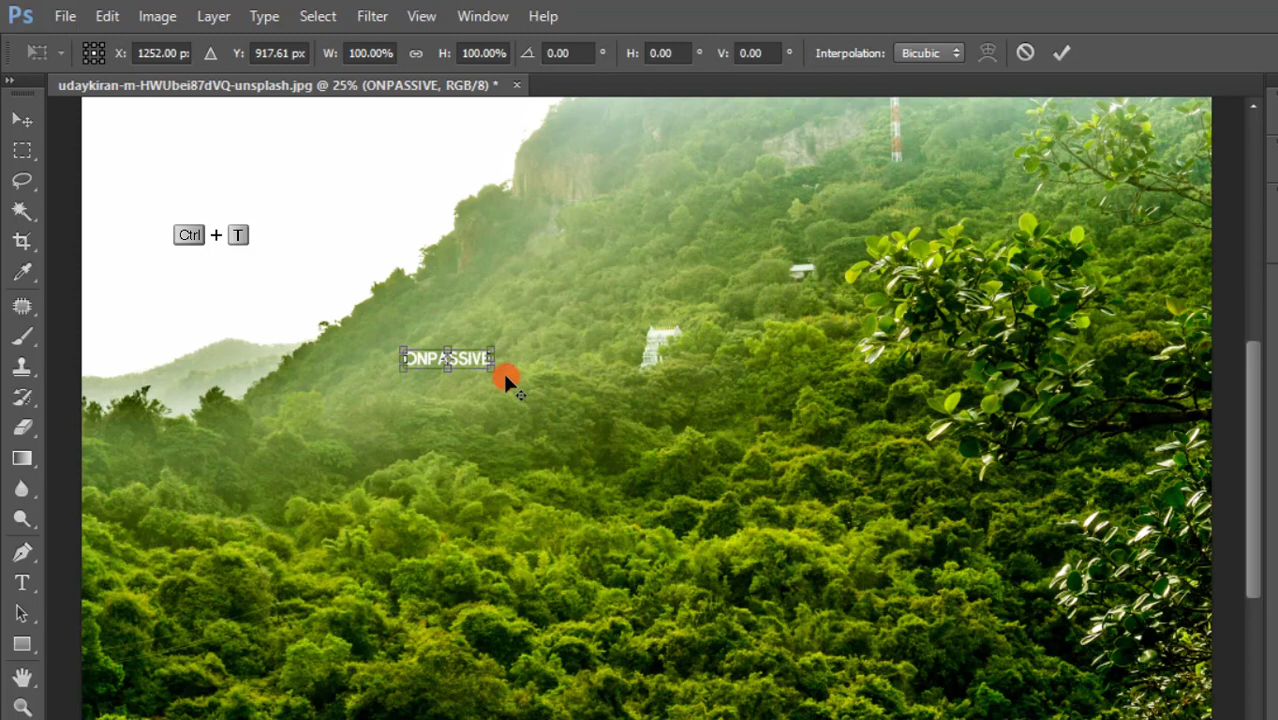 Ps File Edit Image Layer Type Select Filter View Window Help
X: 1252.00 px Y: 917.61 px W: 100.00% H: 100.00% 0.00 ° H: 0.00 ° V: 0.00 ° Interpolation: Bicubic
udaykiran-m-HWUbei87dVQ-unsplash.jpg @ 25% (ONPASSIVE, RGB/8) * ×
Ctrl + T
ONPASSIVE
T